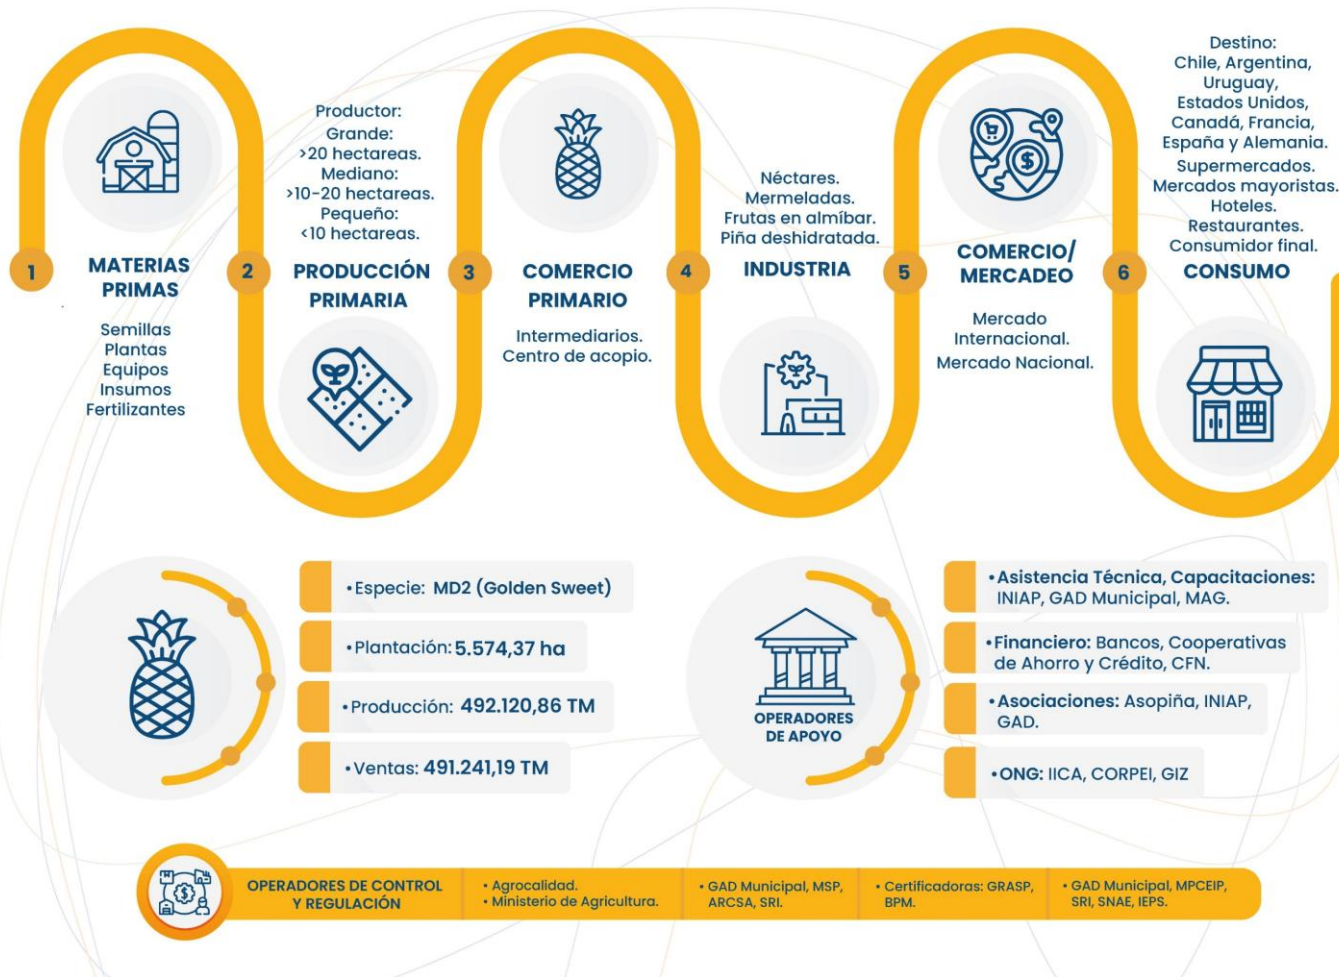 1
MATERIAS
PRIMAS
Semillas
Plantas
Equipos
Insumos
Fertilizantes
2
Productor:
Grande:
>20 hectareas.
Mediano:
>10-20 hectareas.
Pequeño:
<10 hectareas.
PRODUCCIÓN
PRIMARIA
3
COMERCIO
PRIMARIO
Intermediarios.
Centro de acopio.
4
Néctares.
Mermeladas.
Frutas en almíbar.
Piña deshidratada.
INDUSTRIA
5
COMERCIO/
MERCADEO
Mercado
Internacional.
Mercado Nacional.
6
Destino:
Chile, Argentina,
Uruguay,
Estados Unidos,
Canadá, Francia,
España y Alemania.
Supermercados.
Mercados mayoristas.
Hoteles.
Restaurantes.
Consumidor final.
CONSUMO
•Especie: MD2 (Golden Sweet)
•Plantación: 5.574,37 ha
•Producción: 492.120,86 TM
•Ventas: 491.241,19 TM
OPERADORES
DE APOYO
•Asistencia Técnica, Capacitaciones:
INIAP, GAD Municipal, MAG.
•Financiero: Bancos, Cooperativas
de Ahorro y Crédito, CFN.
•Asociaciones: Asopiña, INIAP,
GAD.
•ONG: IICA, CORPEI, GIZ
OPERADORES DE CONTROL
Y REGULACIÓN
• Agrocalidad.
• Ministerio de Agricultura.
• GAD Municipal, MSP,
ARCSA, SRI.
• Certificadoras: GRASP,
BPM.
• GAD Municipal, MPCEIP,
SRI, SNAE, IEPS.